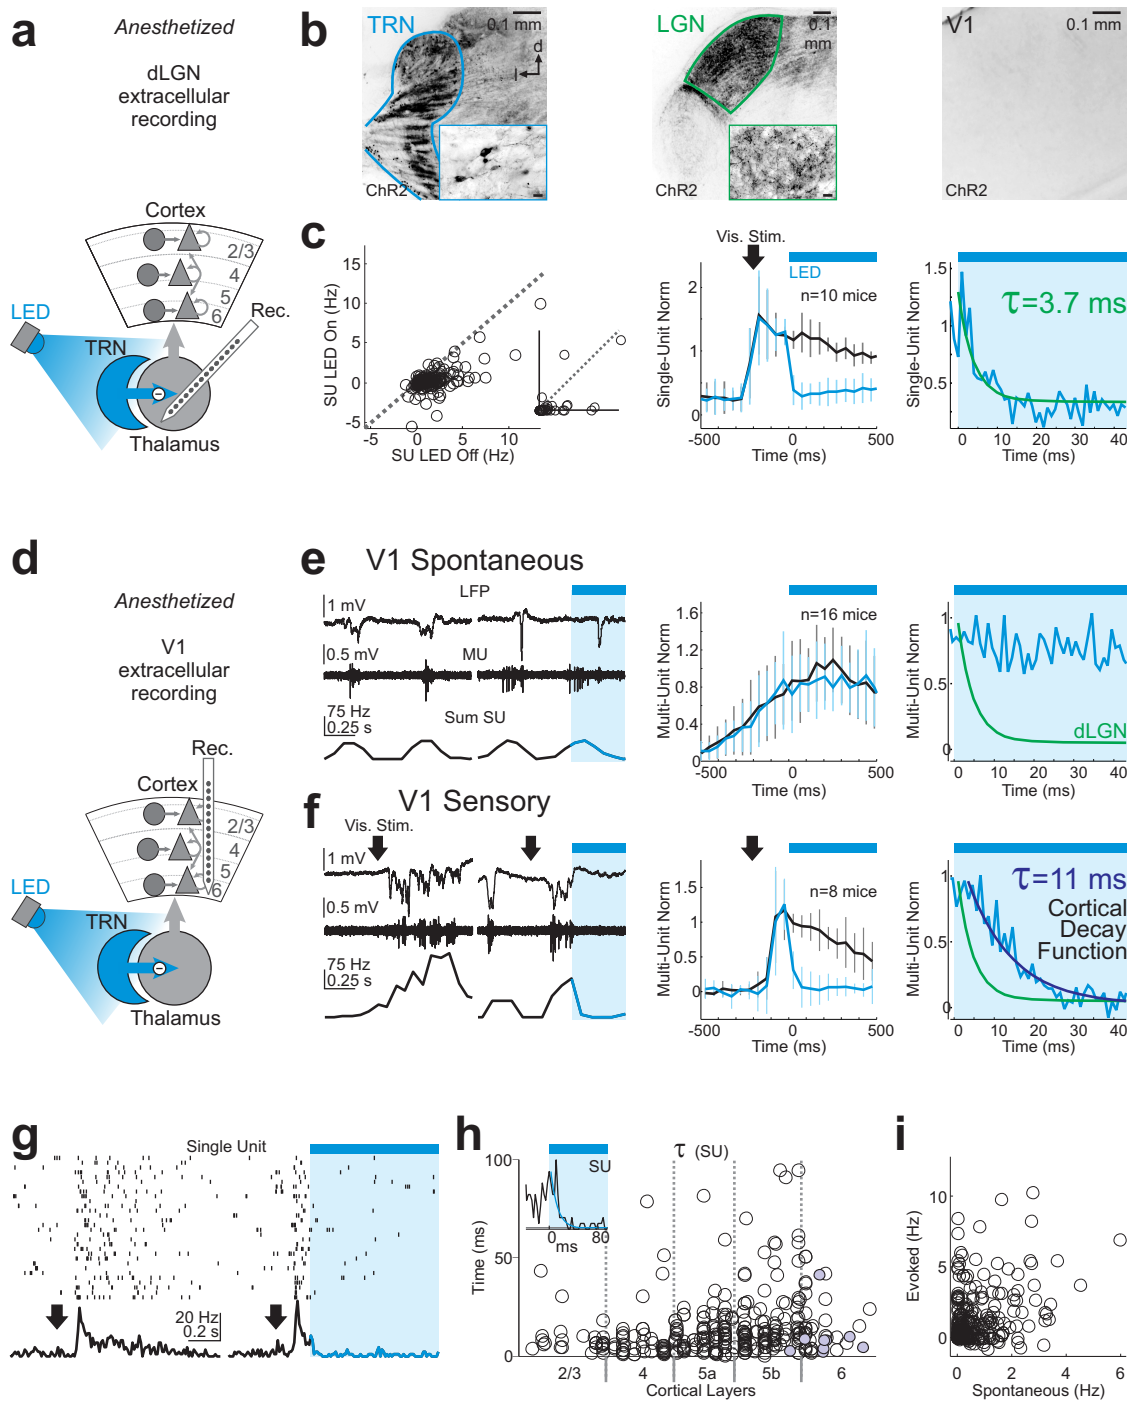 a
Anesthetized
dLGN
extracellular
recording
Cortex
2/3
4
5
6
LED
Rec.
TRN
Thalamus
b
TRN
0.1 mm
d
l
ChR2
LGN
0.1
mm
ChR2
V1
0.1 mm
ChR2
c
SU LED On (Hz)
15
10
5
0
-5
-5
0
5
10
SU LED Off (Hz)
Vis. Stim.
LED
n=10 mice
Single-Unit Norm
2
1
0
-500
0
500
Time (ms)
Single-Unit Norm
1.5
0.5
τ=3.7 ms
0
10
20
30
40
Time (ms)
d
Anesthetized
V1
extracellular
recording
Rec.
Cortex
2/3
4
5
6
LED
TRN
Thalamus
e
V1 Spontaneous
LFP
1 mV
MU
0.5 mV
75 Hz
0.25 s
Sum SU
n=16 mice
Multi-Unit Norm
1.6
1.2
0.8
0.4
0
-500
0
500
Time (ms)
Multi-Unit Norm
1
0.5
0
dLGN
0
10
20
30
40
Time (ms)
f
V1 Sensory
Vis. Stim.
1 mV
0.5 mV
75 Hz
0.25 s
n=8 mice
Multi-Unit Norm
1.5
1
0.5
0
-500
0
500
Time (ms)
Multi-Unit Norm
1
0.5
0
τ=11 ms
Cortical
Decay
Function
0
10
20
30
40
Time (ms)
g
Single Unit
20 Hz
0.2 s
h
τ (SU)
Time (ms)
100
50
0
SU
0
80
ms
2/3
4
5a
5b
6
Cortical Layers
i
Evoked (Hz)
10
5
0
0
2
4
6
Spontaneous (Hz)